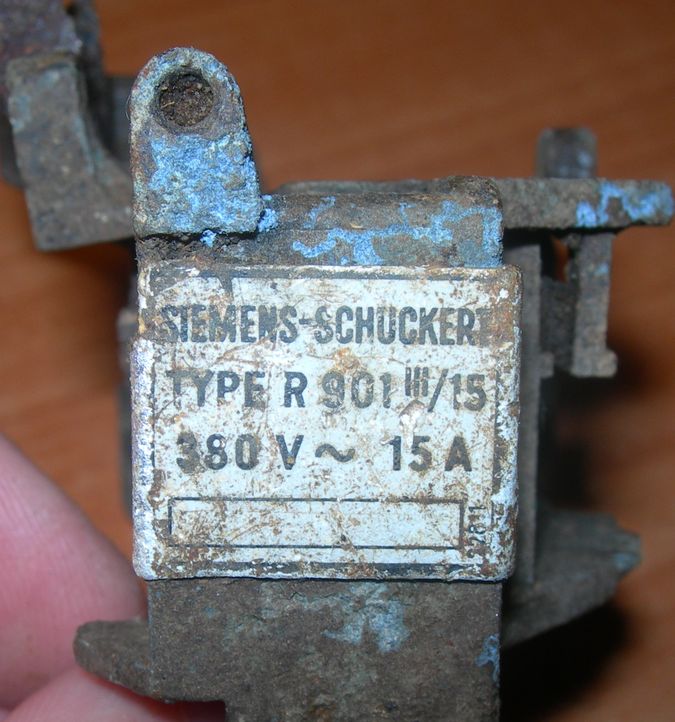 SIEMENS-SCHUCKERT
TYPE R 901 III/15
380 V ~ 15 A